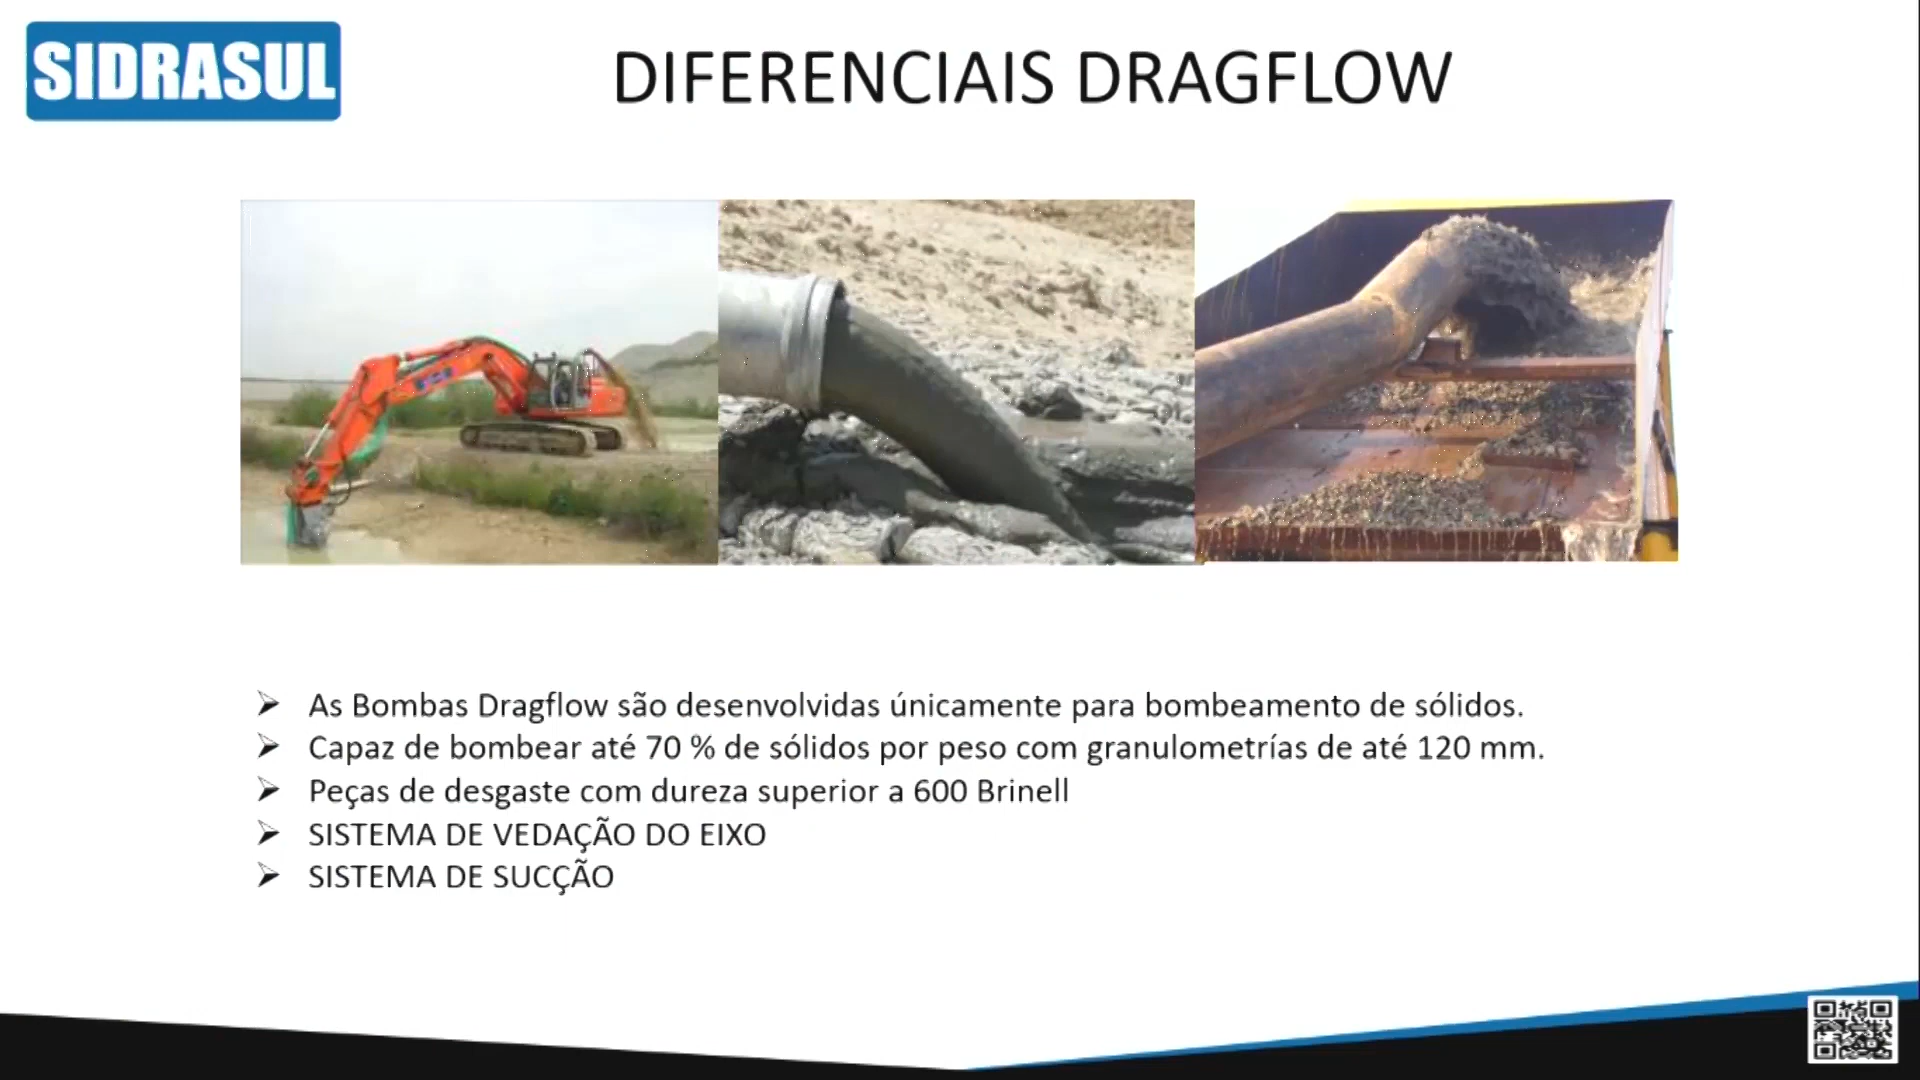 SIDRASUL
DIFERENCIAIS DRAGFLOW
As Bombas Dragflow são desenvolvidas únicamente para bombeamento de sólidos.
Capaz de bombear até 70 % de sólidos por peso com granulometrías de até 120 mm.
Peças de desgaste com dureza superior a 600 Brinell
SISTEMA DE VEDAÇÃO DO EIXO
SISTEMA DE SUCÇÃO